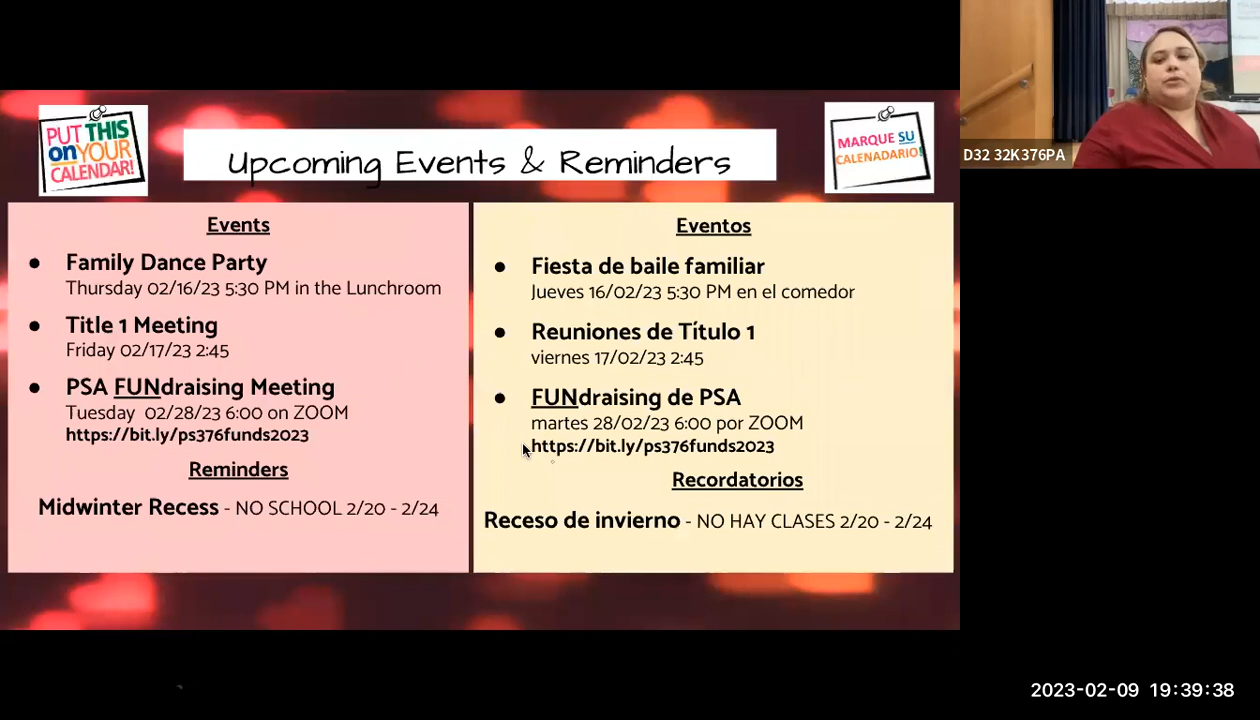 PUT THIS
on YOUR
CALENDAR!
Upcoming Events & Reminders
MARQUE SU
CALENADARIO!
Events
● Family Dance Party
Thursday 02/16/23 5:30 PM in the Lunchroom
● Title 1 Meeting
Friday 02/17/23 2:45
● PSA FUNdraising Meeting
Tuesday 02/28/23 6:00 on ZOOM
https://bit.ly/ps376funds2023
Reminders
Midwinter Recess - NO SCHOOL 2/20 - 2/24
Eventos
● Fiesta de baile familiar
Jueves 16/02/23 5:30 PM en el comedor
● Reuniones de Título 1
viernes 17/02/23 2:45
● FUNdraising de PSA
martes 28/02/23 6:00 por ZOOM
https://bit.ly/ps376funds2023
Recordatorios
Receso de invierno - NO HAY CLASES 2/20 - 2/24
D32 32K376PA
2023-02-09 19:39:38